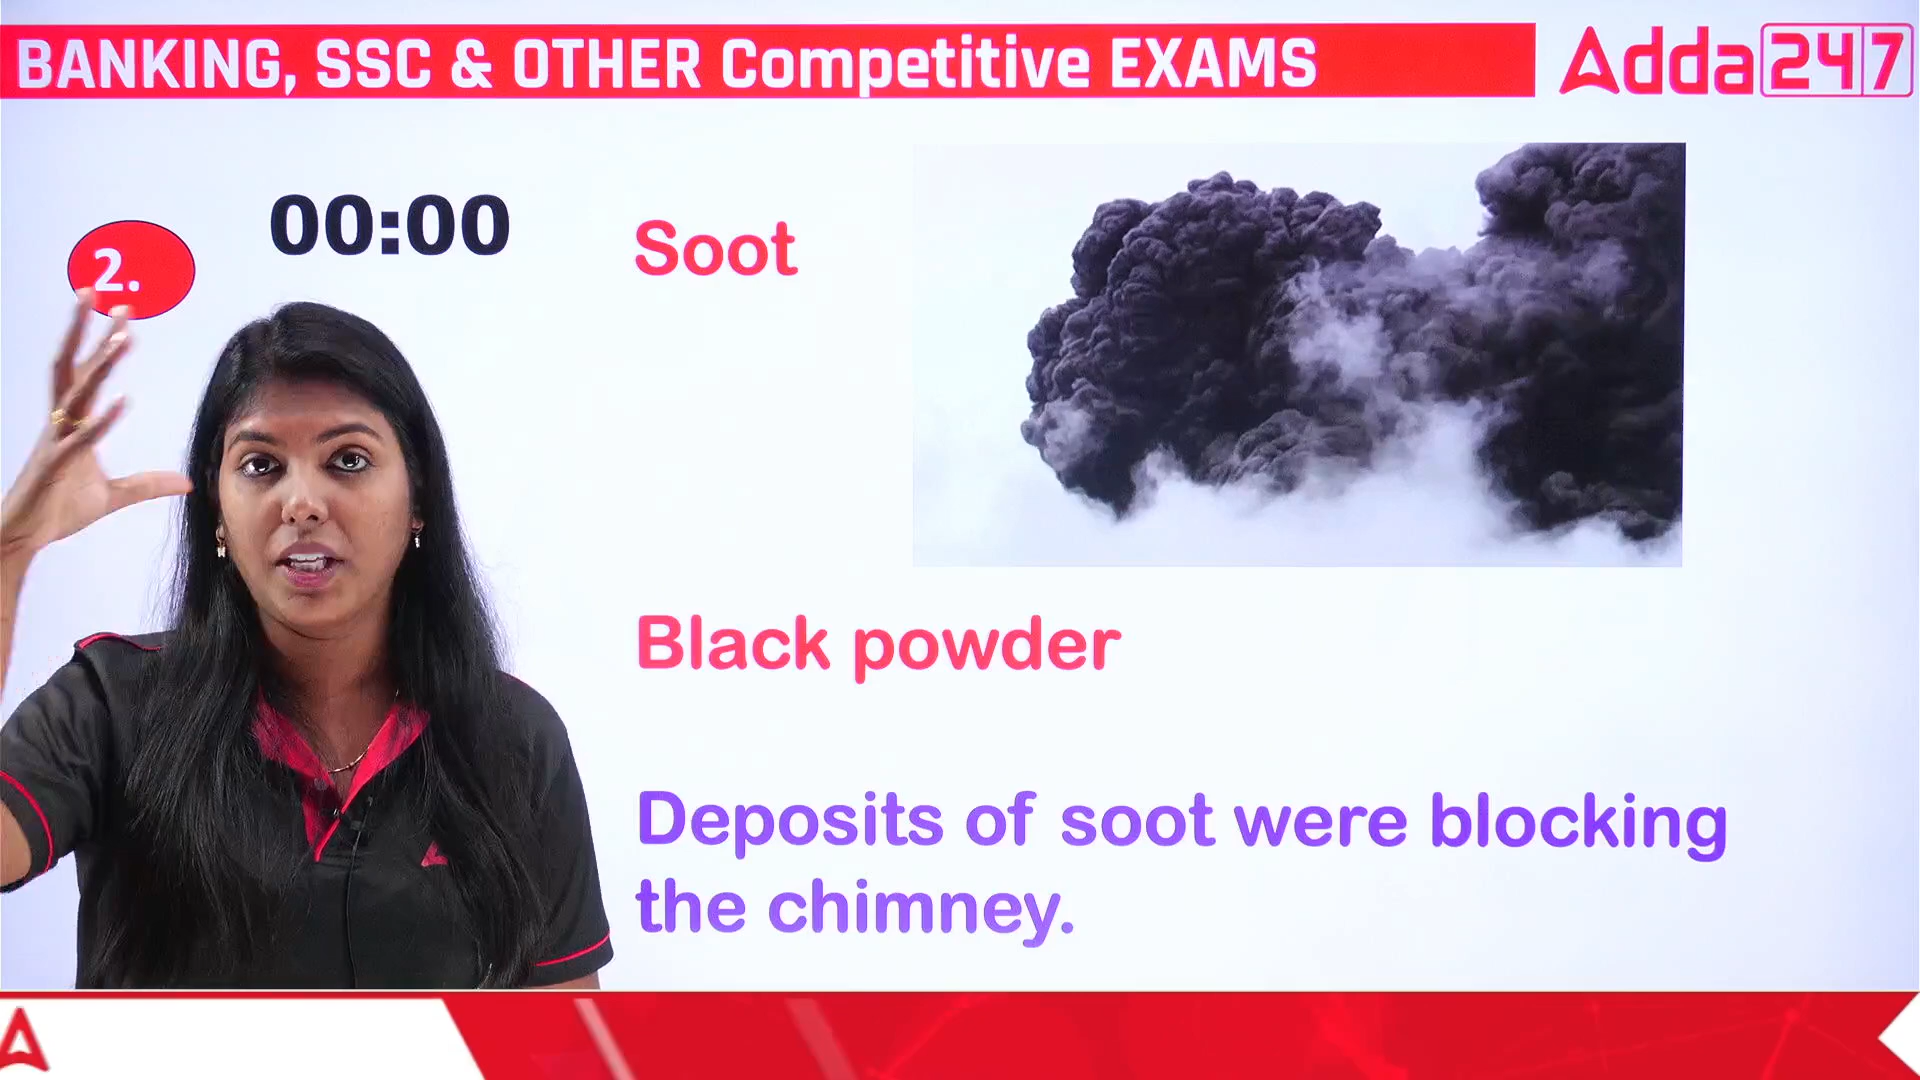 BANKING, SSC & OTHER Competitive EXAMS
Adda247
2.
00:00
Soot
Black powder
Deposits of soot were blocking
the chimney.